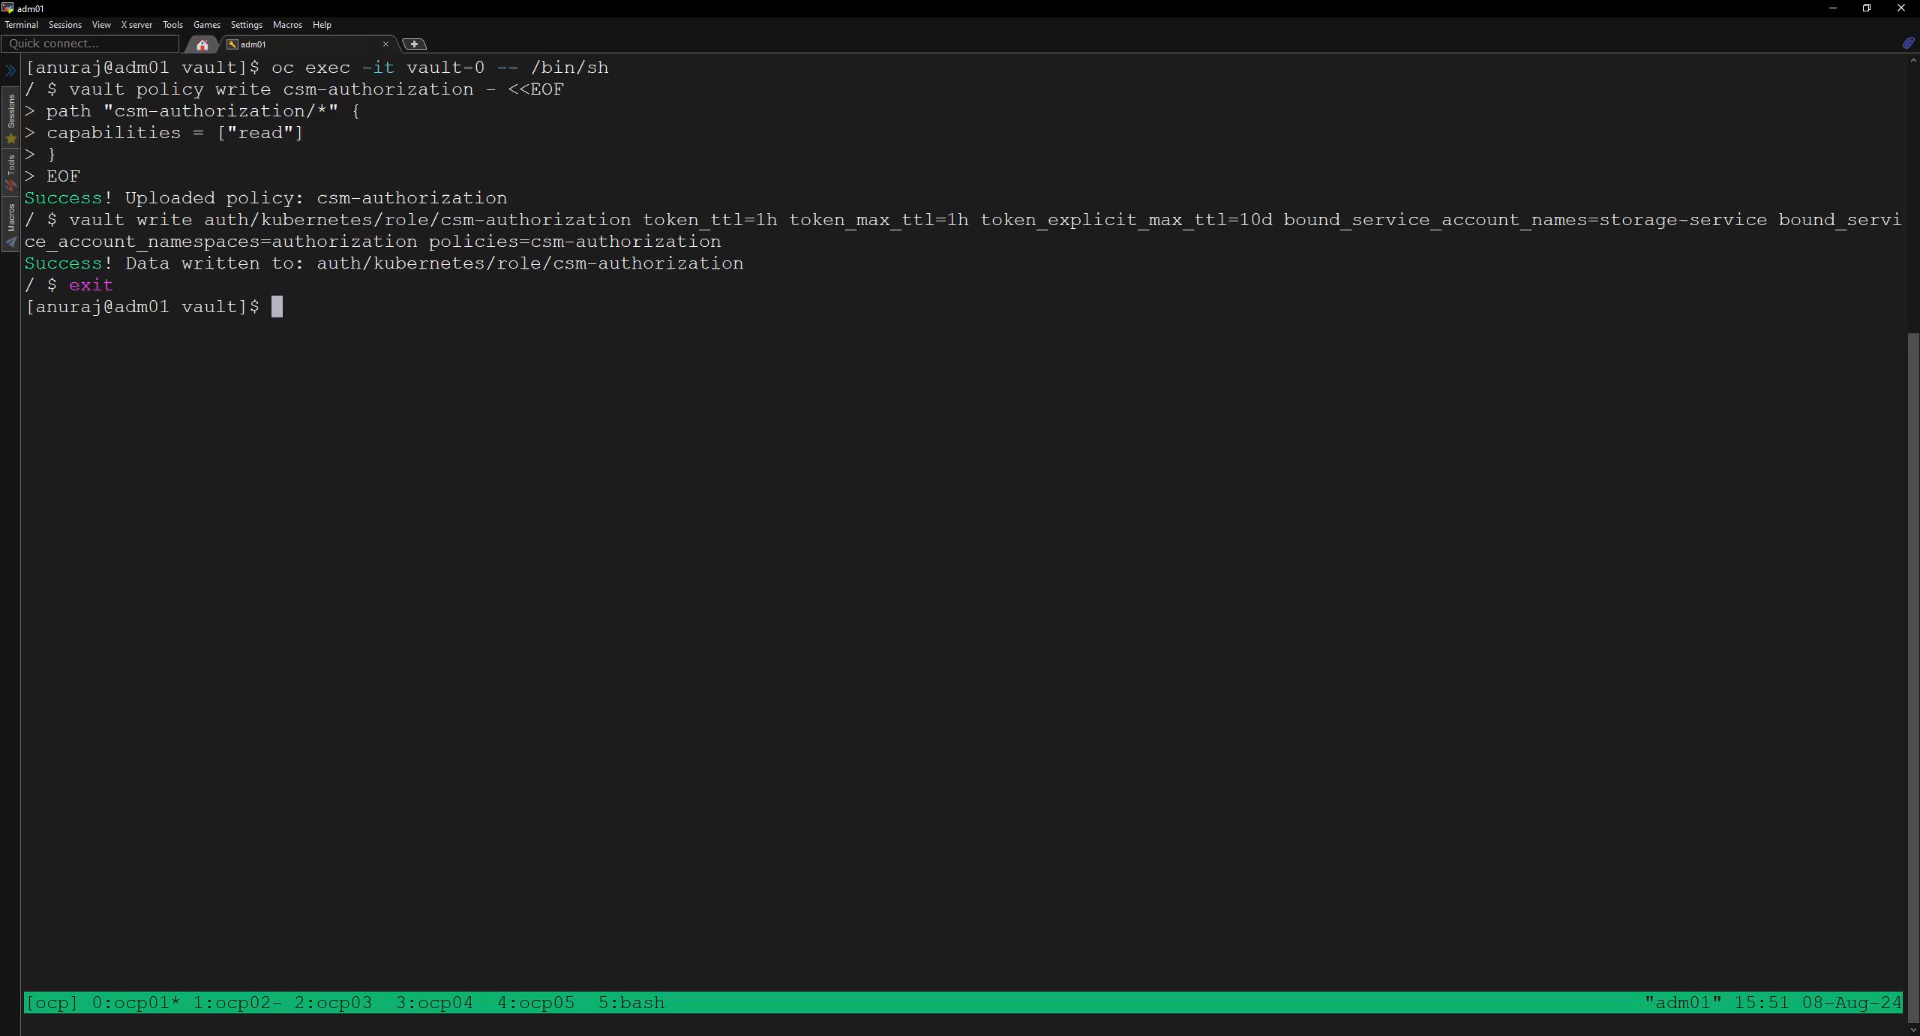 adm01
Terminal Sessions View X server Tools Games Settings Macros Help
Quick connect...
adm01
Sessions
Tools
Macros
[anuraj@adm01 vault]$ oc exec -it vault-0 -- /bin/sh
/ $ vault policy write csm-authorization - <<EOF
> path "csm-authorization/*" {
> capabilities = ["read"]
> }
> EOF
Success! Uploaded policy: csm-authorization
/ $ vault write auth/kubernetes/role/csm-authorization token_ttl=1h token_max_ttl=1h token_explicit_max_ttl=10d bound_service_account_names=storage-service bound_servi
ce_account_namespaces=authorization policies=csm-authorization
Success! Data written to: auth/kubernetes/role/csm-authorization
/ $ exit
[anuraj@adm01 vault]$
[ocp] 0:ocp01* 1:ocp02- 2:ocp03 3:ocp04 4:ocp05 5:bash "adm01" 15:51 08-Aug-24